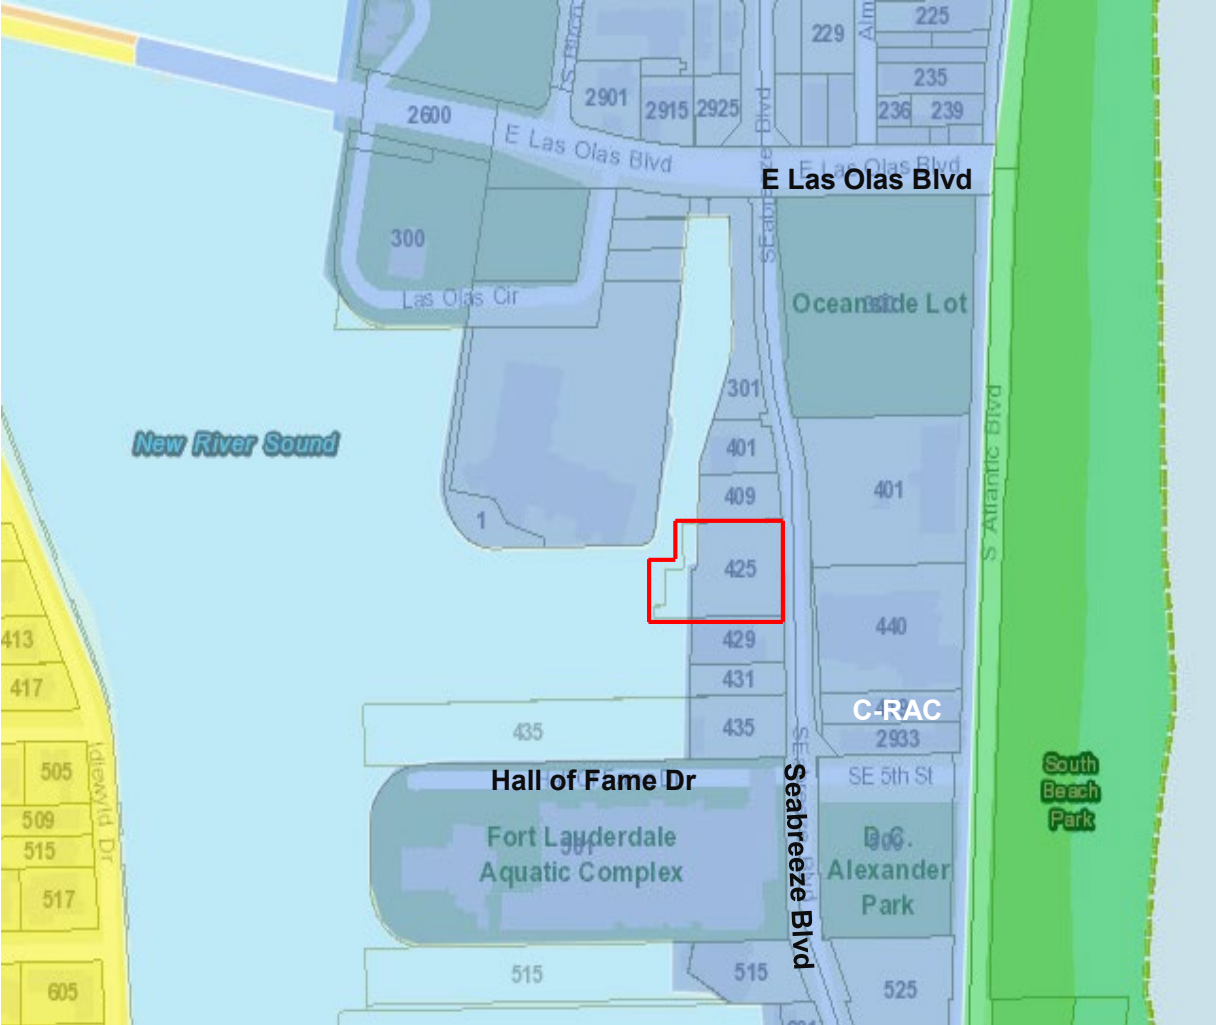 225
229
235
2901
2915
2925
236
239
2600
E Las Olas Blvd
E Las Olas Blvd
E Las Olas Blvd
300
Las Olas Cir
Oceanside Lot
301
New River Sound
401
401
409
S Atlantic Blvd
1
425
440
413
429
417
431
C-RAC
435
435
2933
505
Idlewyld Dr
Hall of Fame Dr
Seabreeze Blvd
SE 5th St
South
Beach
Park
509
515
Fort Lauderdale
Aquatic Complex
D.C.
Alexander
Park
517
605
515
515
525